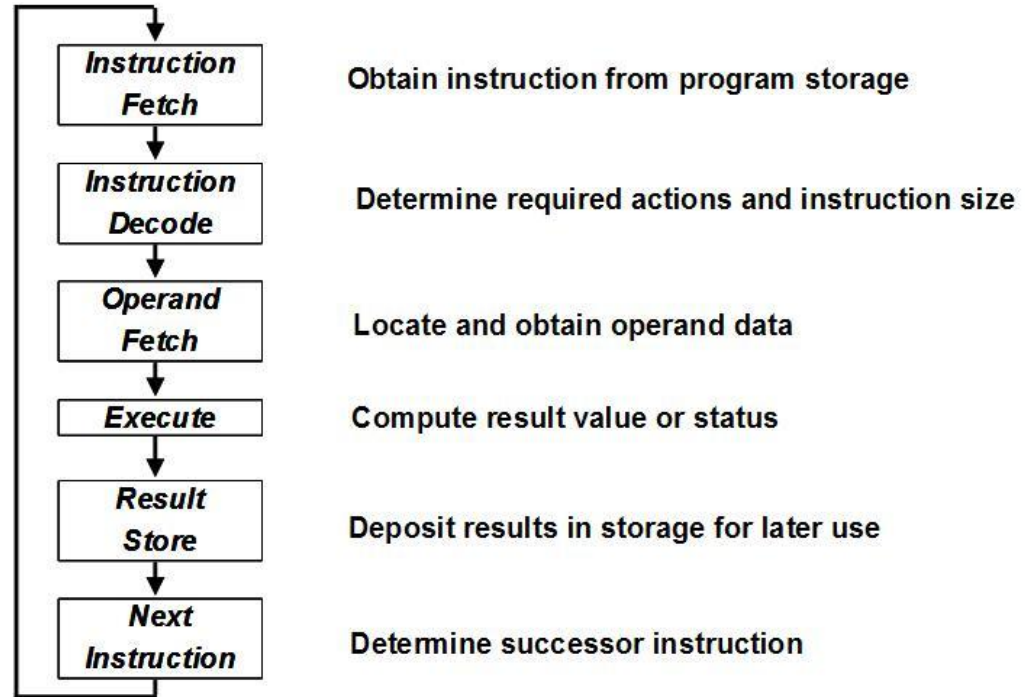 Instruction
Fetch
Obtain instruction from program storage
Instruction
Decode
Determine required actions and instruction size
Operand
Fetch
Locate and obtain operand data
Execute
Compute result value or status
Result
Store
Deposit results in storage for later use
Next
Instruction
Determine successor instruction